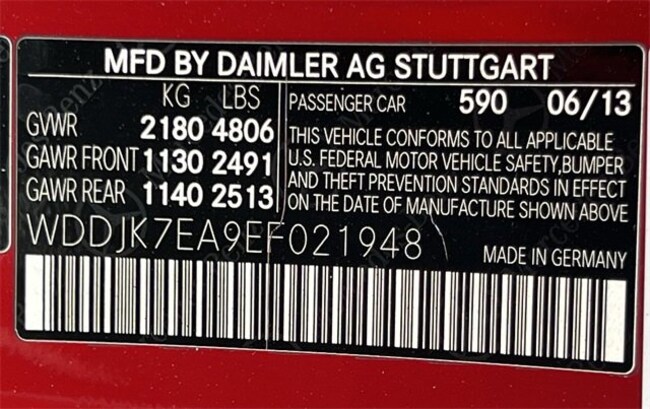 MFD BY DAIMLER AG STUTTGART
KG LBS
GVWR 2180 4806
GAWR FRONT 1130 2491
GAWR REAR 1140 2513
PASSENGER CAR 590 06/13
THIS VEHICLE CONFORMS TO ALL APPLICABLE
U.S. FEDERAL MOTOR VEHICLE SAFETY,BUMPER
AND THEFT PREVENTION STANDARDS IN EFFECT
ON THE DATE OF MANUFACTURE SHOWN ABOVE
WDDJK7EA9EF021948
MADE IN GERMANY